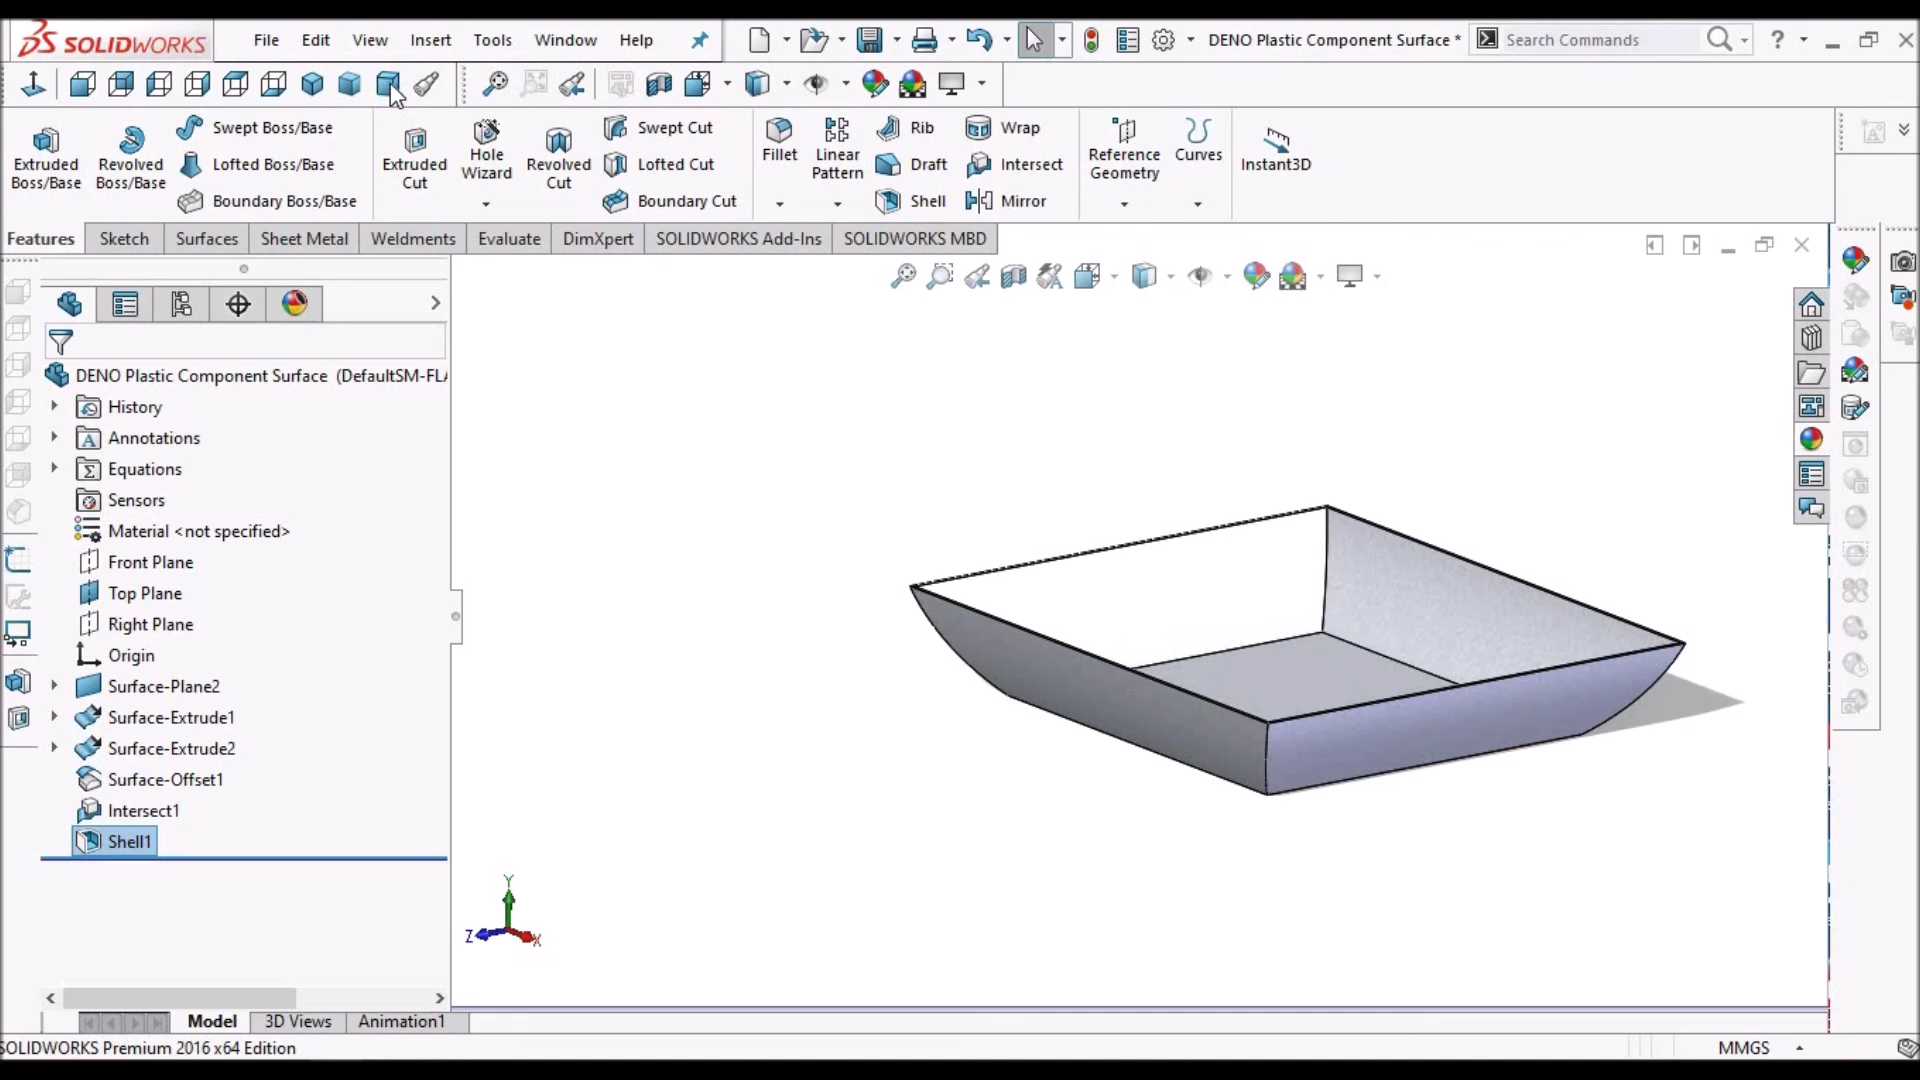 SOLIDWORKS File Edit View Insert Tools Window Help DENO Plastic Component Surface * Search Commands ?
Extruded Boss/Base
Revolved Boss/Base
Swept Boss/Base
Lofted Boss/Base
Boundary Boss/Base
Extruded Cut
Hole Wizard
Revolved Cut
Swept Cut
Lofted Cut
Boundary Cut
Fillet
Linear Pattern
Rib
Draft
Shell
Wrap
Intersect
Mirror
Reference Geometry
Curves
Instant3D
Features Sketch Surfaces Sheet Metal Weldments Evaluate DimXpert SOLIDWORKS Add-Ins SOLIDWORKS MBD
DENO Plastic Component Surface (DefaultSM-FLA
History
Annotations
Equations
Sensors
Material <not specified>
Front Plane
Top Plane
Right Plane
Origin
Surface-Plane2
Surface-Extrude1
Surface-Extrude2
Surface-Offset1
Intersect1
Shell1
Y
Z
X
Model 3D Views Animation1
SOLIDWORKS Premium 2016 x64 Edition MMGS